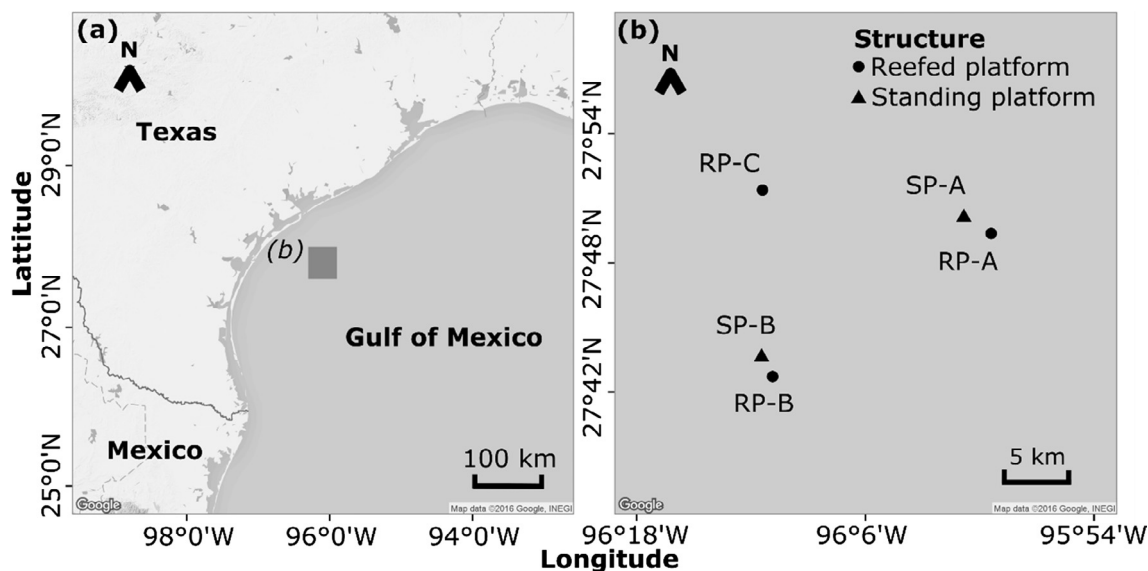 (a)
N
Texas
(b)
Gulf of Mexico
Mexico
100 km
Google
Map data ©2016 Google, INEGI
29°0'N
27°0'N
25°0'N
98°0'W
96°0'W
94°0'W
Lattitude
Longitude
(b)
N
Structure
Reefed platform
Standing platform
RP-C
SP-A
RP-A
SP-B
RP-B
5 km
Google
Map data ©2016 Google, INEGI
27°54'N
27°48'N
27°42'N
96°18'W
96°6'W
95°54'W